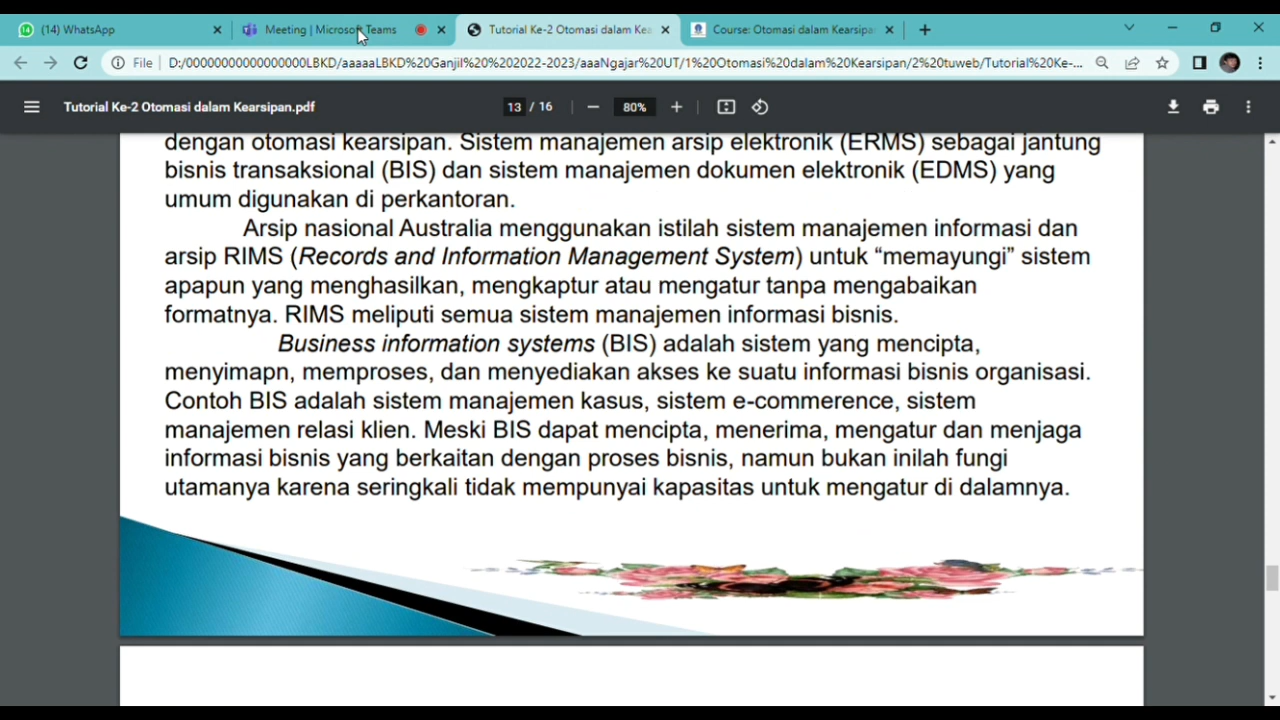 (14) WhatsApp
Meeting | Microsoft Teams
Tutorial Ke-2 Otomasi dalam Kea
Course: Otomasi dalam Kearsipa
File
D:/00000000000000000LBKD/aaaaaLBKD%20Ganjil%20%202022-2023/aaaNgajar%20UT/1%20Otomasi%20dalam%20Kearsipan/2%20tuweb/Tutorial%20Ke-...
Tutorial Ke-2 Otomasi dalam Kearsipan.pdf
13 / 16
80%
dengan otomasi kearsipan. Sistem manajemen arsip elektronik (ERMS) sebagai jantung
bisnis transaksional (BIS) dan sistem manajemen dokumen elektronik (EDMS) yang
umum digunakan di perkantoran.
Arsip nasional Australia menggunakan istilah sistem manajemen informasi dan
arsip RIMS (Records and Information Management System) untuk “memayungi” sistem
apapun yang menghasilkan, mengkaptur atau mengatur tanpa mengabaikan
formatnya. RIMS meliputi semua sistem manajemen informasi bisnis.
Business information systems (BIS) adalah sistem yang mencipta,
menyimapn, memproses, dan menyediakan akses ke suatu informasi bisnis organisasi.
Contoh BIS adalah sistem manajemen kasus, sistem e-commerence, sistem
manajemen relasi klien. Meski BIS dapat mencipta, menerima, mengatur dan menjaga
informasi bisnis yang berkaitan dengan proses bisnis, namun bukan inilah fungi
utamanya karena seringkali tidak mempunyai kapasitas untuk mengatur di dalamnya.